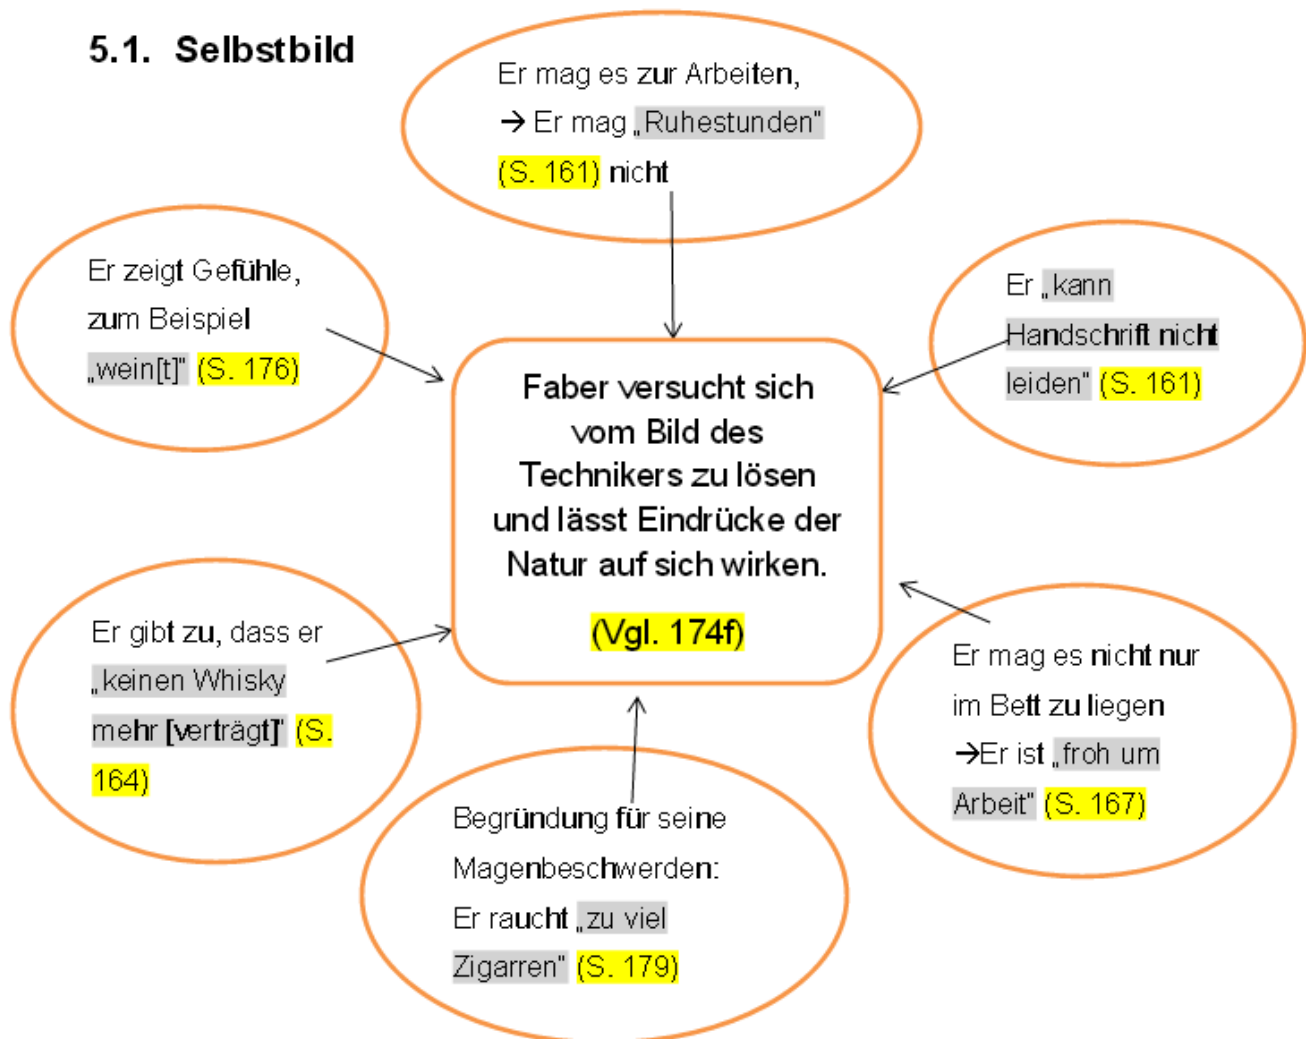 5.1. Selbstbild
Er mag es zur Arbeiten,
→ Er mag „Ruhestunden"
(S. 161) nicht
Er zeigt Gefühle,
zum Beispiel
„wein[t]" (S. 176)
Er „kann
Handschrift nicht
leiden" (S. 161)
Faber versucht sich
vom Bild des
Technikers zu lösen
und lässt Eindrücke der
Natur auf sich wirken.
(Vgl. 174f)
Er gibt zu, dass er
„keinen Whisky
mehr [verträgt]" (S.
164)
Er mag es nicht nur
im Bett zu liegen
→Er ist „froh um
Arbeit" (S. 167)
Begründung für seine
Magenbeschwerden:
Er raucht „zu viel
Zigarren" (S. 179)